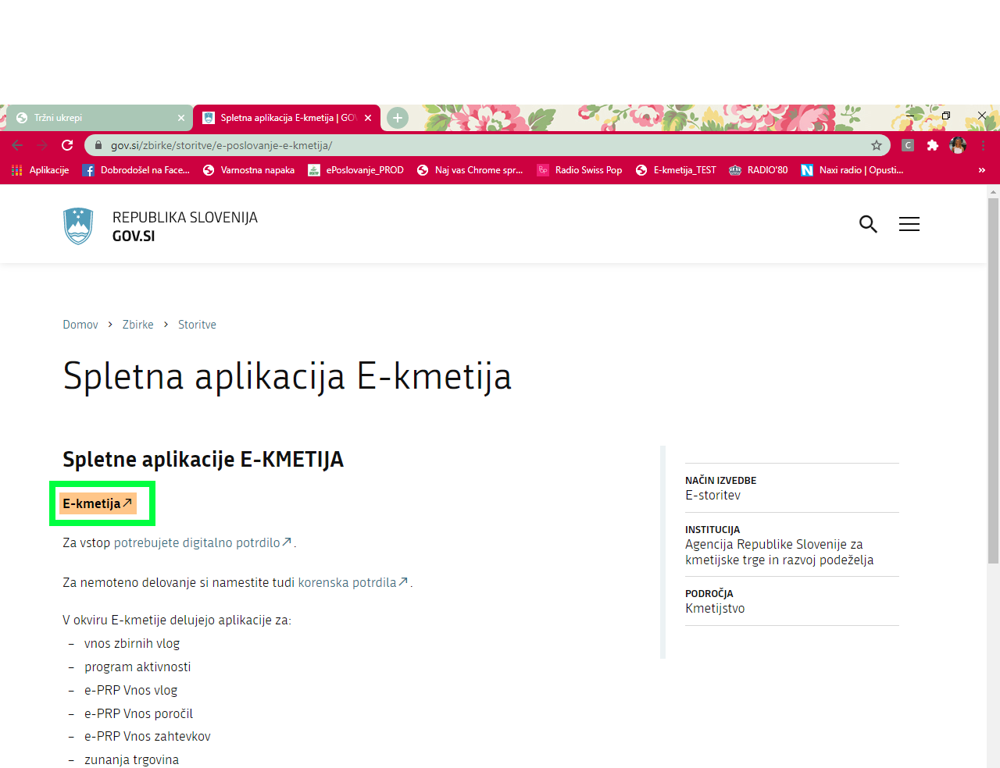 Tržni ukrepi
Spletna aplikacija E-kmetija | GOV
gov.si/zbirke/storitve/e-poslovanje-e-kmetija/
Aplikacije
Dobrodošel na Face...
Varnostna napaka
ePoslovanje_PROD
Naj vas Chrome spr...
Radio Swiss Pop
E-kmetija_TEST
RADIO'80
Naxi radio | Opusti...
REPUBLIKA SLOVENIJA
GOV.SI
Domov > Zbirke > Storitve
Spletna aplikacija E-kmetija
Spletne aplikacije E-KMETIJA
E-kmetija
Za vstop potrebujete digitalno potrdilo.
Za nemoteno delovanje si namestite tudi korenska potrdila.
V okviru E-kmetije delujejo aplikacije za:
– vnos zbirnih vlog
– program aktivnosti
– e-PRP Vnos vlog
– e-PRP Vnos poročil
– e-PRP Vnos zahtevkov
– zunanja trgovina
NAČIN IZVEDBE
E-storitev
INSTITUCIJA
Agencija Republike Slovenije za
kmetijske trge in razvoj podeželja
PODROČJA
Kmetijstvo